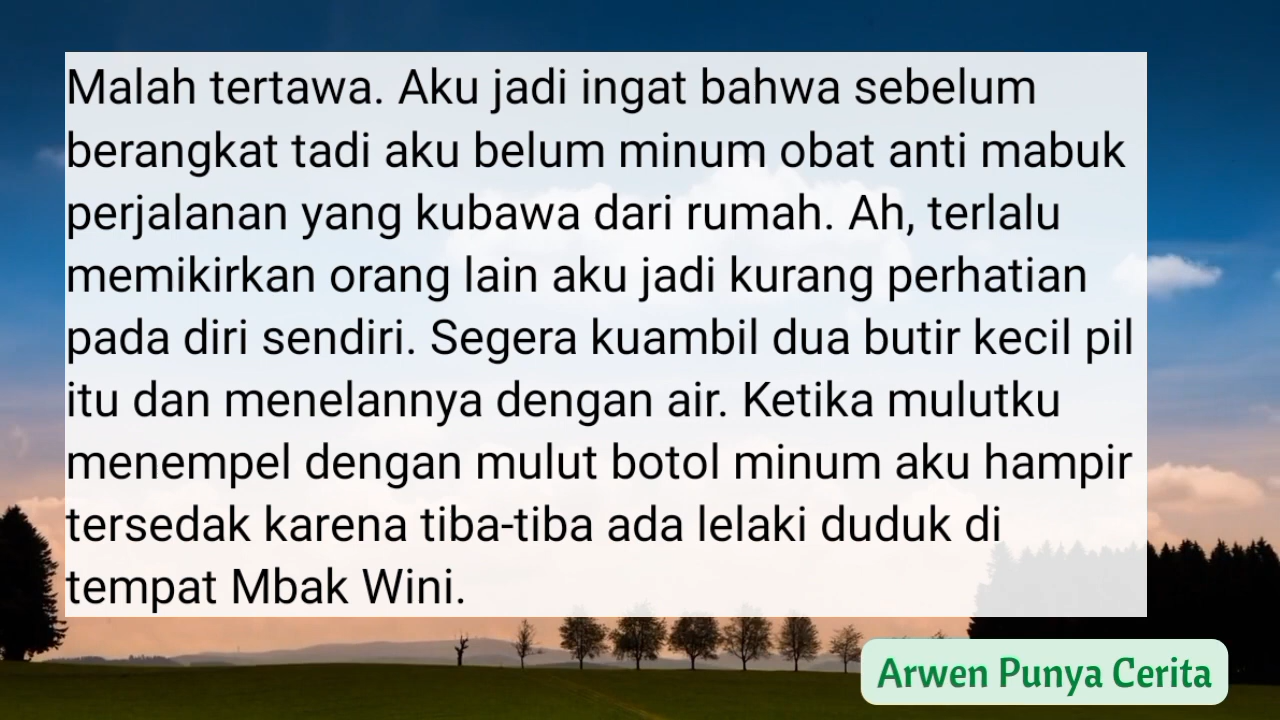 Malah tertawa. Aku jadi ingat bahwa sebelum
berangkat tadi aku belum minum obat anti mabuk
perjalanan yang kubawa dari rumah. Ah, terlalu
memikirkan orang lain aku jadi kurang perhatian
pada diri sendiri. Segera kuambil dua butir kecil pil
itu dan menelannya dengan air. Ketika mulutku
menempel dengan mulut botol minum aku hampir
tersedak karena tiba-tiba ada lelaki duduk di
tempat Mbak Wini.
Arwen Punya Cerita